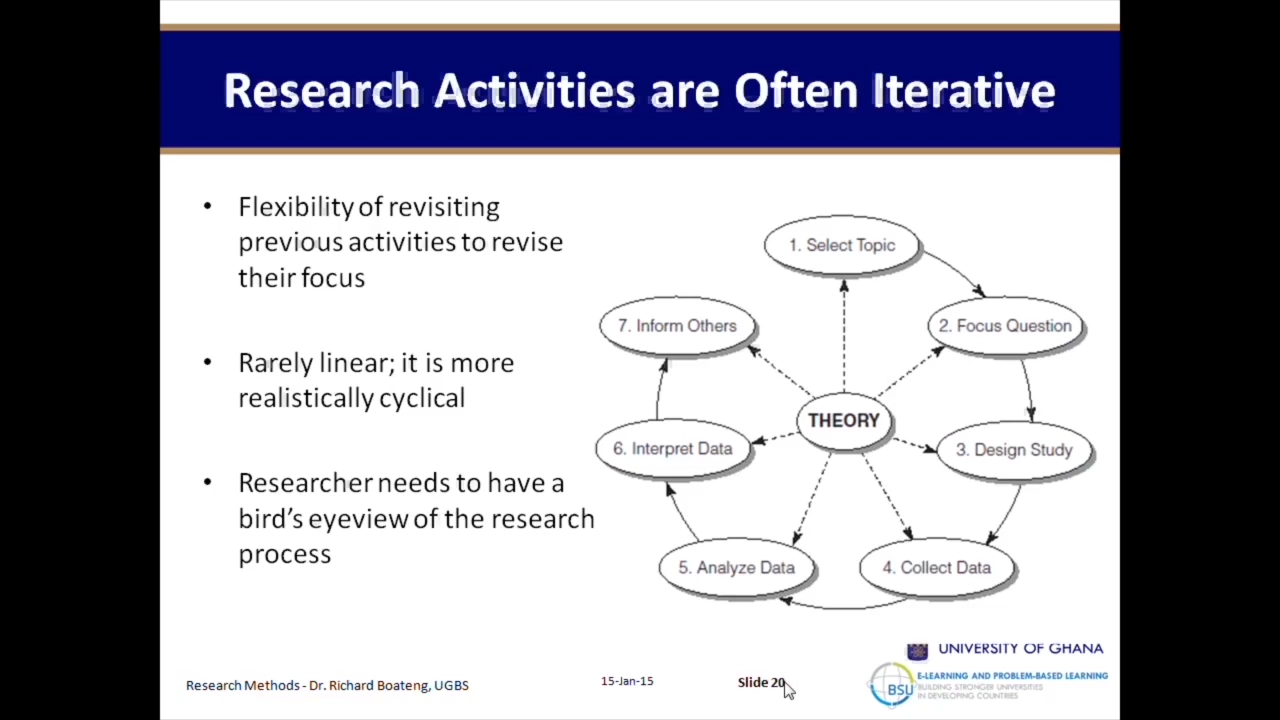 Research Activities are Often Iterative
• Flexibility of revisiting
previous activities to revise
their focus
• Rarely linear; it is more
realistically cyclical
• Researcher needs to have a
bird's eyeview of the research
process
1. Select Topic
2. Focus Question
3. Design Study
4. Collect Data
5. Analyze Data
6. Interpret Data
7. Inform Others
THEORY
Research Methods - Dr. Richard Boateng, UGBS
15-Jan-15
Slide 20
UNIVERSITY OF GHANA
BSU
E-LEARNING AND PROBLEM-BASED LEARNING
BUILDING STRONGER UNIVERSITIES
IN DEVELOPING COUNTRIES